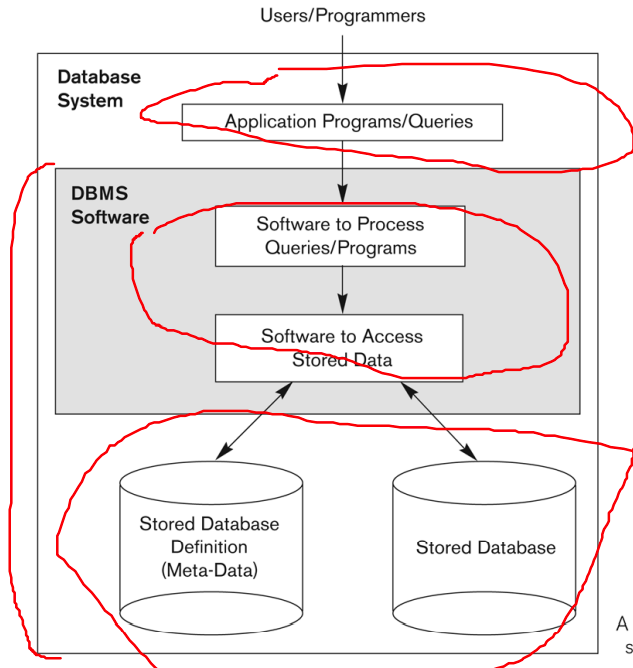 Users/Programmers
Database
System
Application Programs/Queries
DBMS
Software
Software to Process
Queries/Programs
Software to Access
Stored Data
Stored Database
Definition
(Meta-Data)
Stored Database
A
s